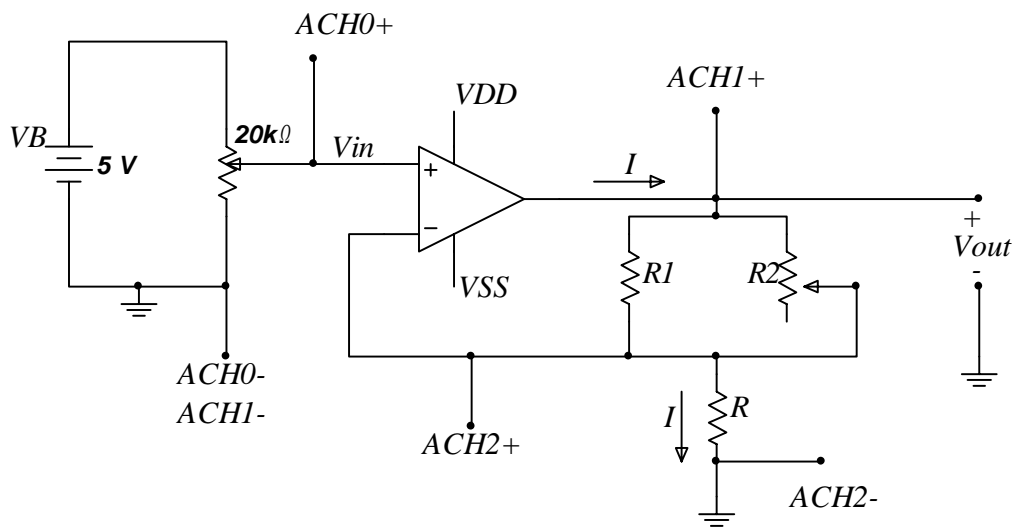 ACH0+
ACH1+
VDD
20kΩ
VB
5 V
Vin
+
I
−
+
Vout
-
R1
R2
VSS
ACH0-
ACH1-
I
R
ACH2+
ACH2-